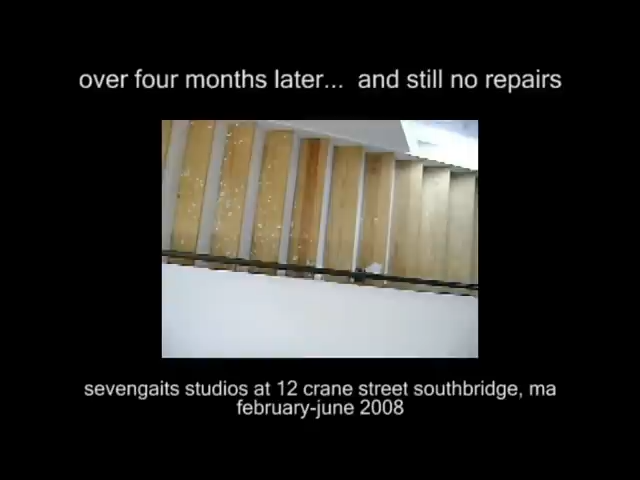 over four months later...  and still no repairs
sevengaits studios at 12 crane street southbridge, ma
february-june 2008